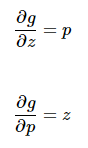 ∂g/∂z = p
∂g/∂p = z